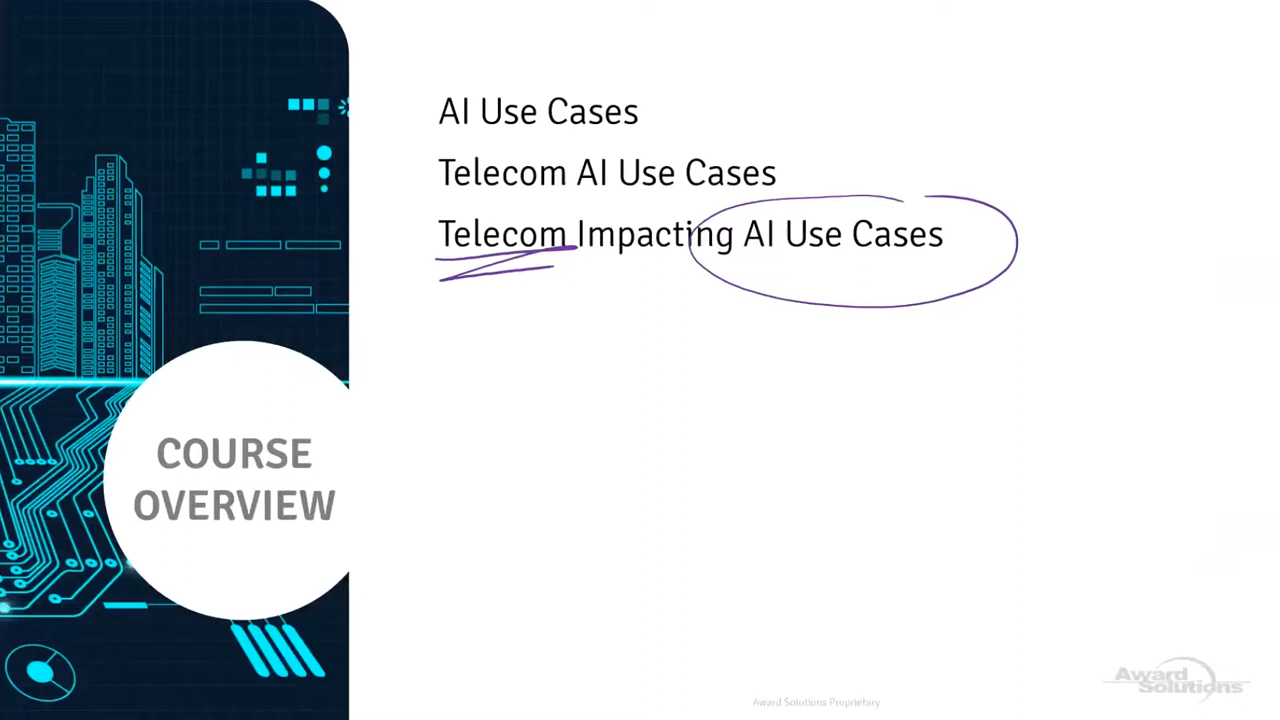 AI Use Cases
Telecom AI Use Cases
Telecom Impacting AI Use Cases
COURSE
OVERVIEW
Award
Solutions
Award Solutions Proprietary